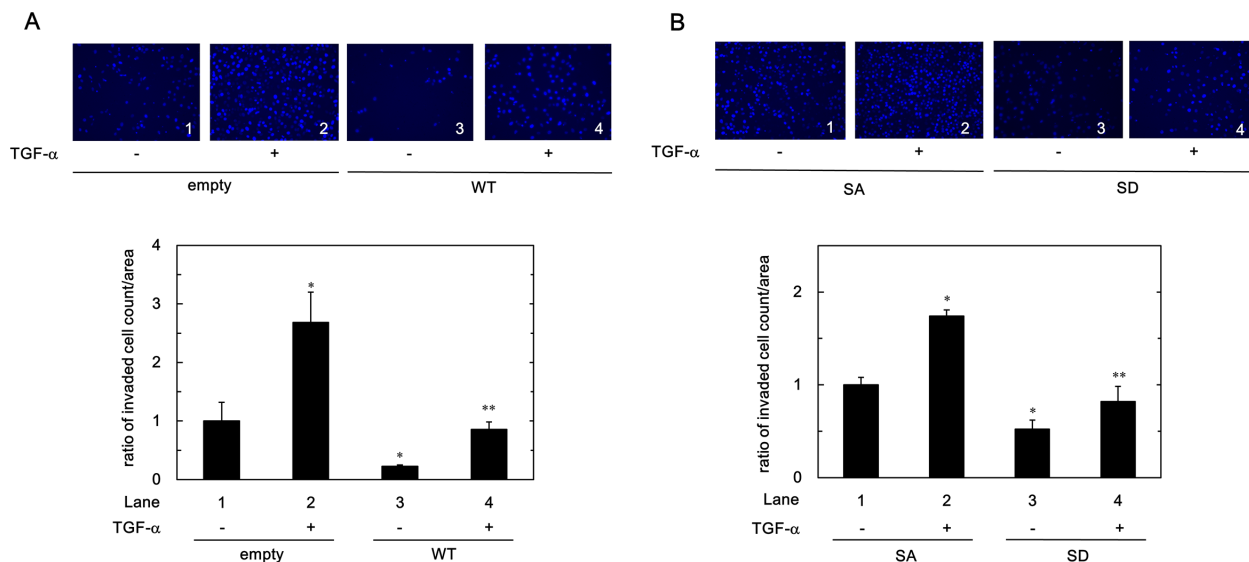 A
1 2 3 4
TGF-α - + - +
empty WT
ratio of invaded cell count/area
4
3
2
1
0
*
*
**
Lane 1 2 3 4
TGF-α - + - +
empty WT
B
1 2 3 4
TGF-α - + - +
SA SD
ratio of invaded cell count/area
2
1
0
*
*
**
Lane 1 2 3 4
TGF-α - + - +
SA SD